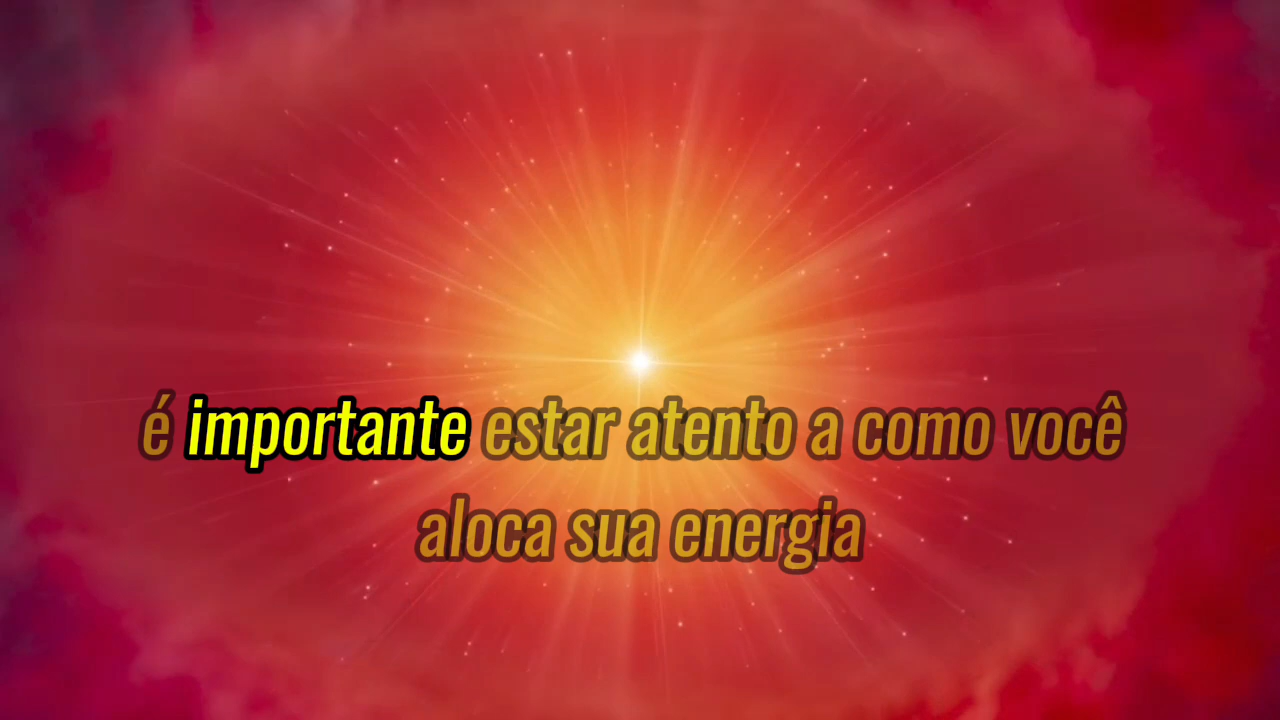 é importante estar atento a como você
aloca sua energia